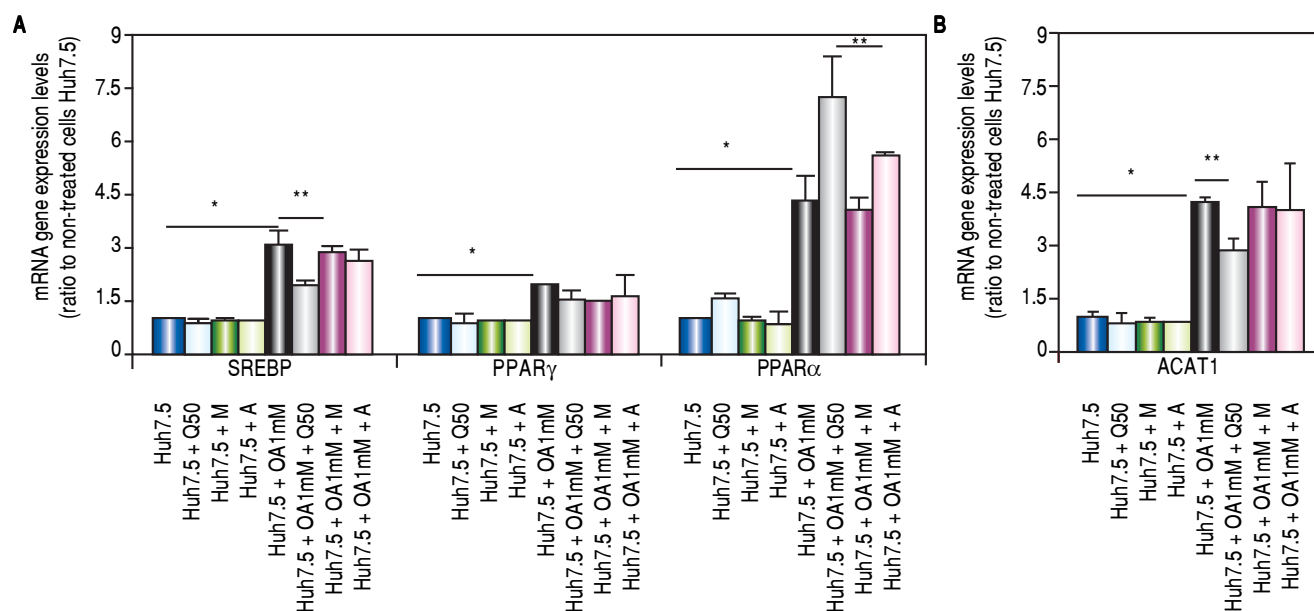 A
mRNA gene expression levels
(ratio to non-treated cells Huh7.5)
9
7.5
6
4.5
3
1.5
0
*
**
*
*
**
SREBP
PPARγ
PPARα
Huh7.5
Huh7.5 + Q50
Huh7.5 + M
Huh7.5 + A
Huh7.5 + OA1mM
Huh7.5 + OA1mM + Q50
Huh7.5 + OA1mM + M
Huh7.5 + OA1mM + A
Huh7.5
Huh7.5 + Q50
Huh7.5 + M
Huh7.5 + A
Huh7.5 + OA1mM
Huh7.5 + OA1mM + Q50
Huh7.5 + OA1mM + M
Huh7.5 + OA1mM + A
Huh7.5
Huh7.5 + Q50
Huh7.5 + M
Huh7.5 + A
Huh7.5 + OA1mM
Huh7.5 + OA1mM + Q50
Huh7.5 + OA1mM + M
Huh7.5 + OA1mM + A
B
mRNA gene expression levels
(ratio to non-treated cells Huh7.5)
9
7.5
6
4.5
3
1.5
0
*
**
ACAT1
Huh7.5
Huh7.5 + Q50
Huh7.5 + M
Huh7.5 + A
Huh7.5 + OA1mM
Huh7.5 + OA1mM + Q50
Huh7.5 + OA1mM + M
Huh7.5 + OA1mM + A